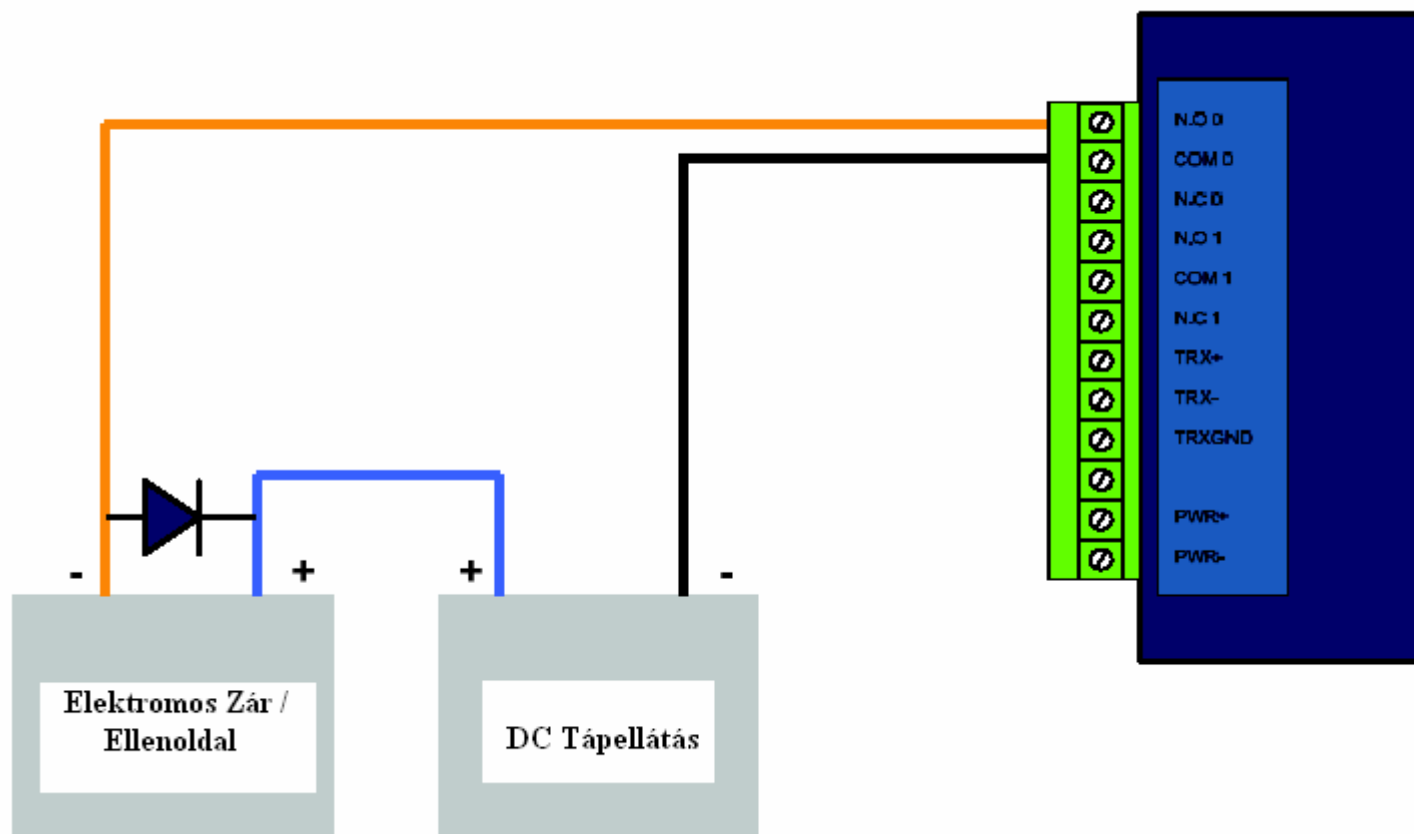 N.O 0
COM 0
N.C 0
N.O 1
COM 1
N.C 1
TRX+
TRX-
TRXGND
PWR+
PWR-
- + + -
Elektromos Zár /
Ellenoldal
DC Tápellátás